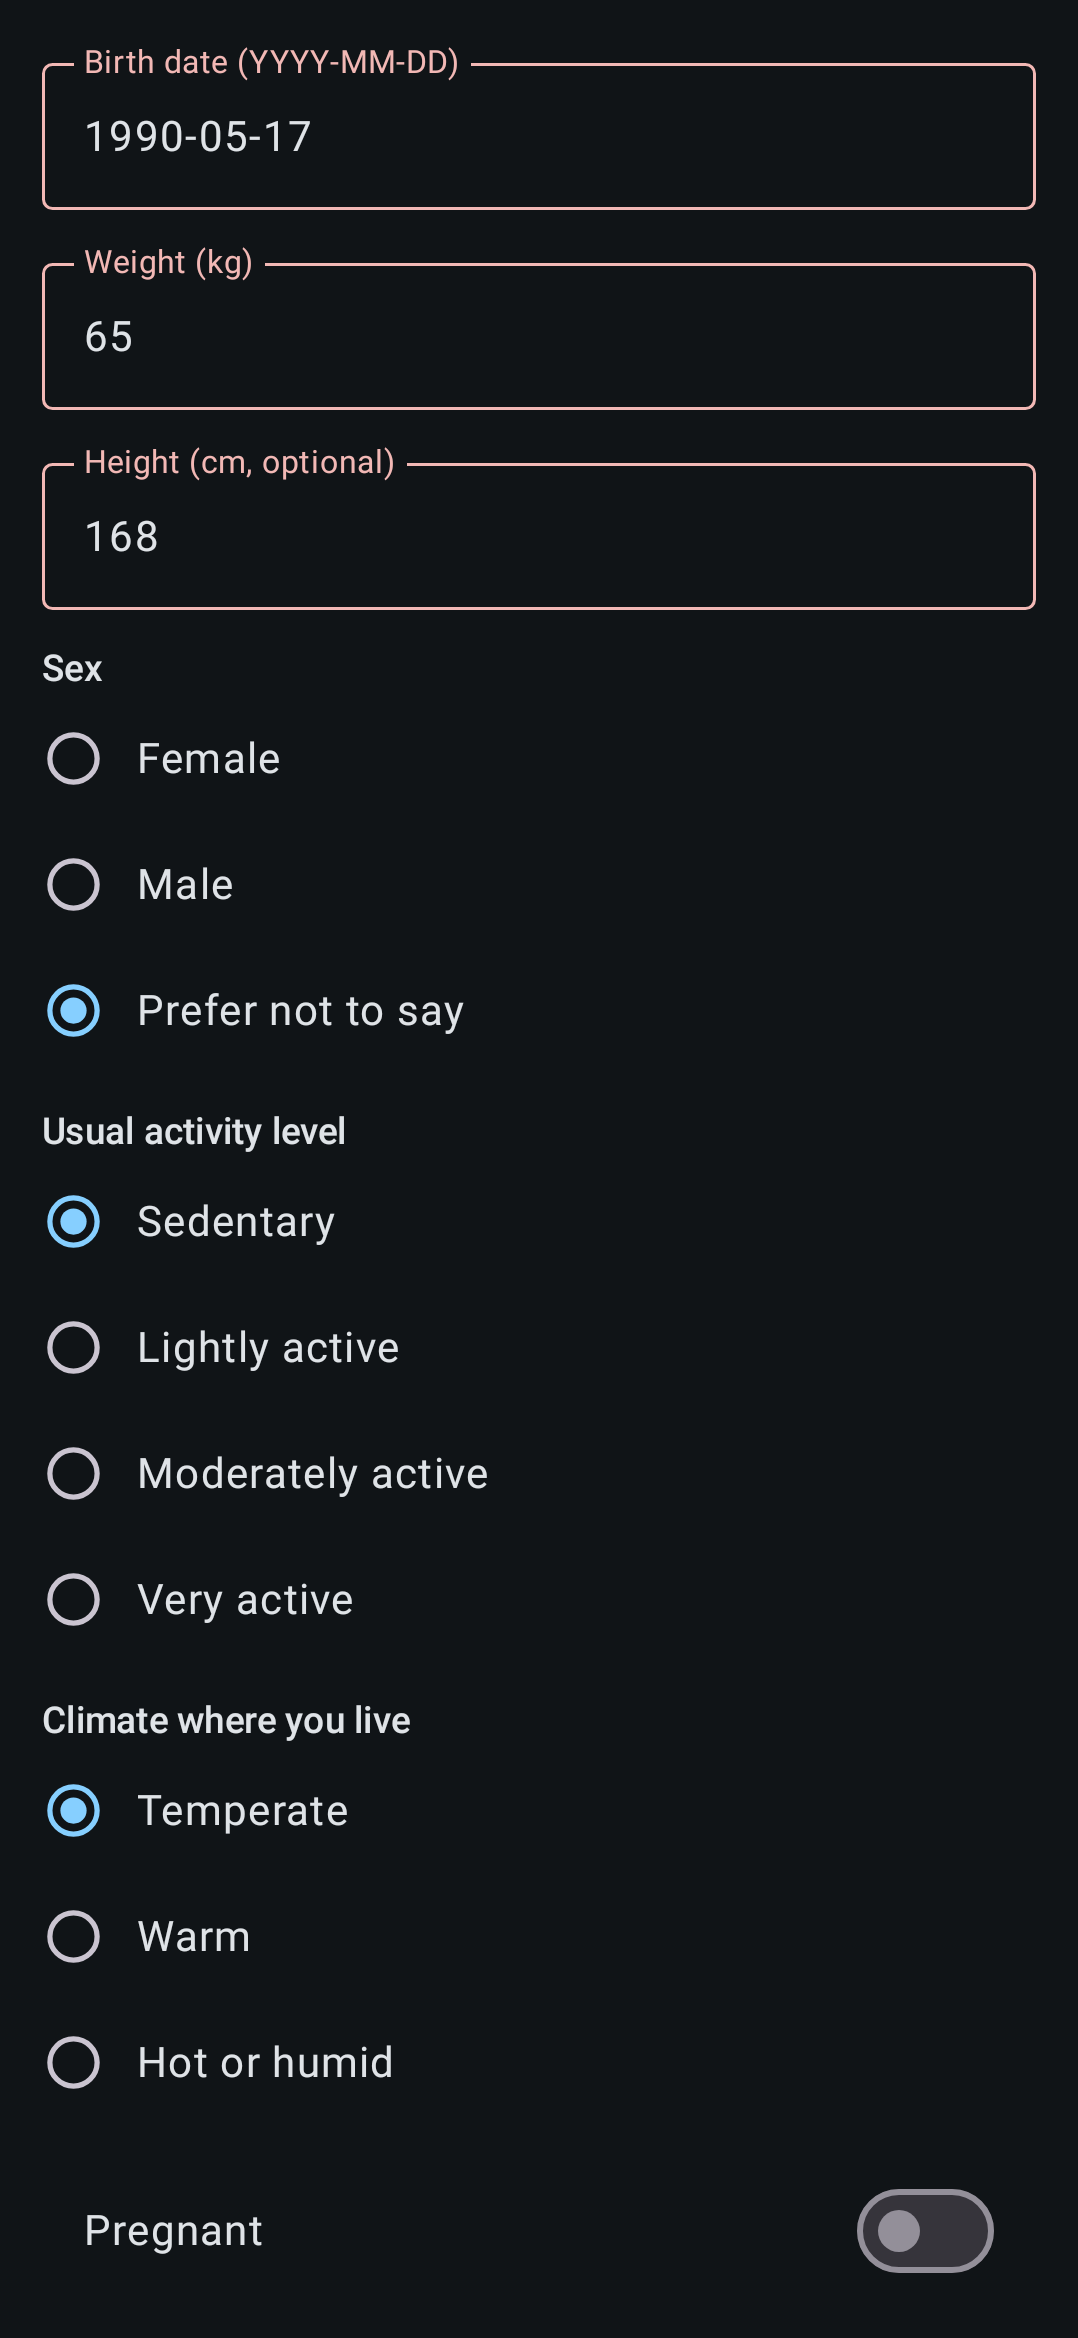 Birth date (YYYY-MM-DD)
1990-05-17
Weight (kg)
65
Height (cm, optional)
168
Sex
Female
Male
Prefer not to say
Usual activity level
Sedentary
Lightly active
Moderately active
Very active
Climate where you live
Temperate
Warm
Hot or humid
Pregnant